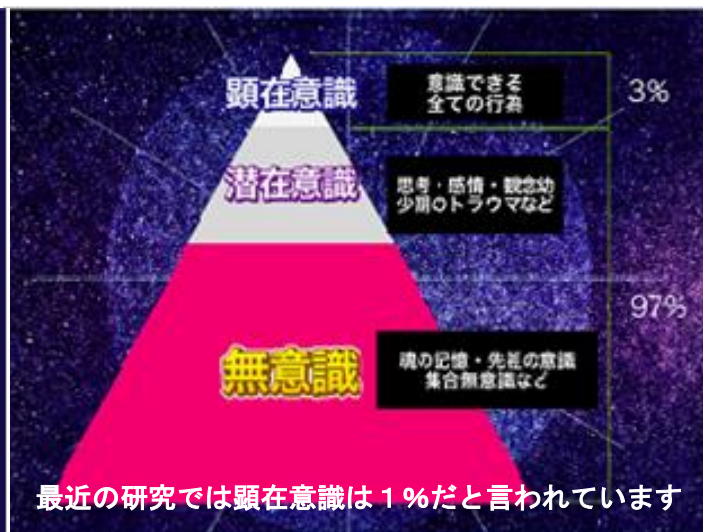 顕在意識
意識できる
全ての行為
3%
潜在意識
思考・感情・観念幼
少期のトラウマなど
97%
無意識
魂の記憶・先祖の意識
集合無意識など
最近の研究では顕在意識は1%だと言われています